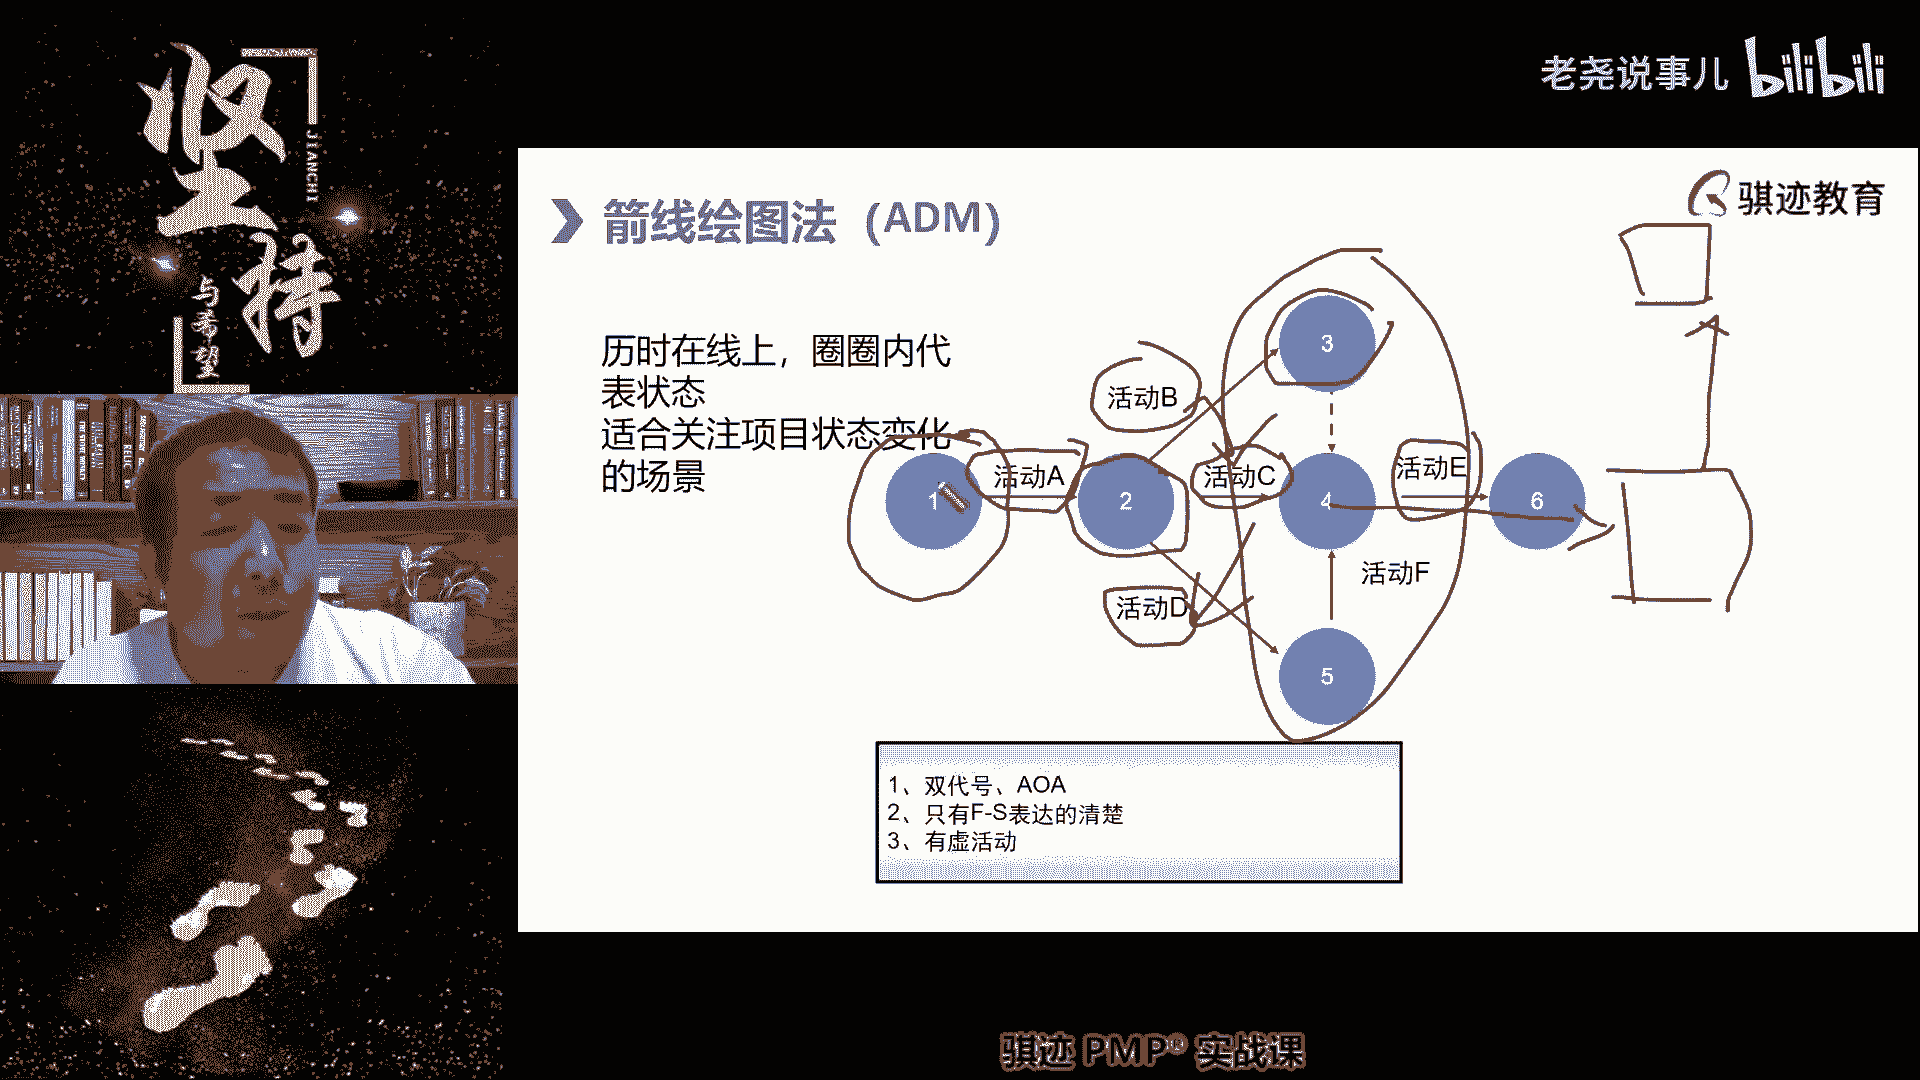 坚持
JIANCHI
与希望
老尧说事儿 bilibili
骐迹教育
箭线绘图法（ADM）
历时在线上，圈圈内代
表状态
适合关注项目状态变化
的场景
3
活动B
1
活动A
2
活动C
4
活动E
6
活动F
活动D
5
1、双代号、AOA
2、只有F-S表达的清楚
3、有虚活动
骐迹 PMP® 实战课